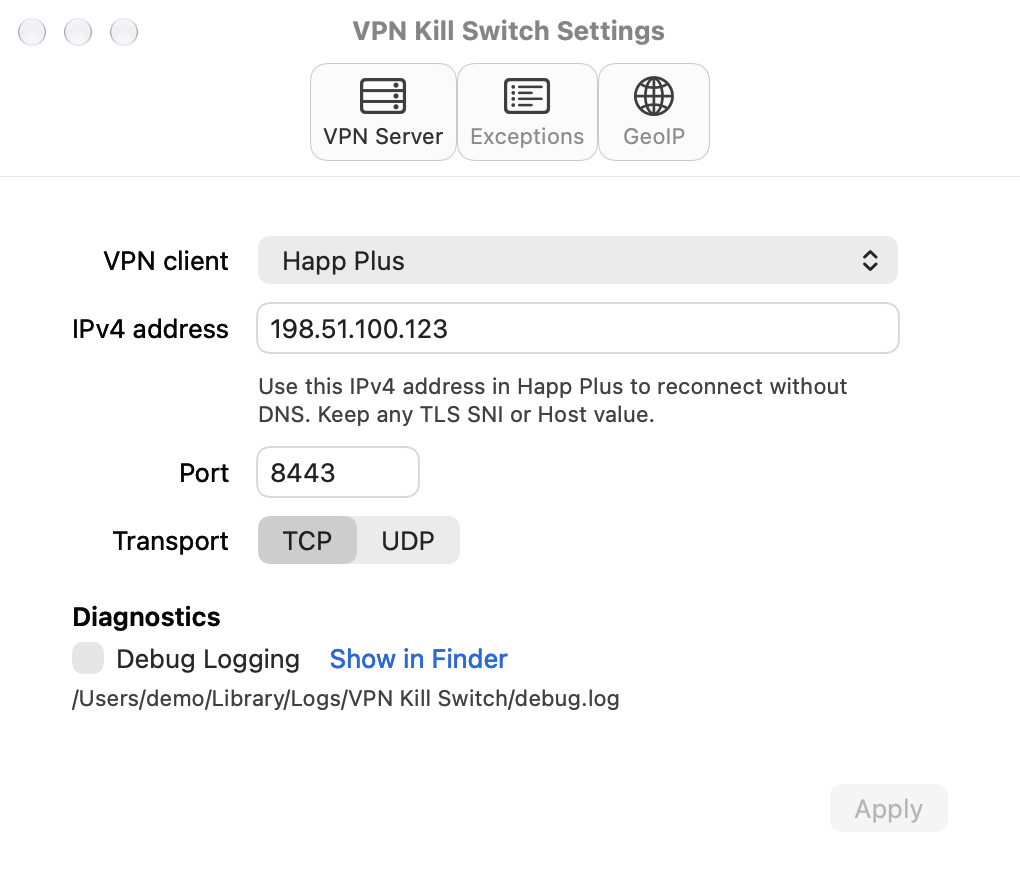 VPN Kill Switch Settings
VPN Server
Exceptions
GeoIP
VPN client
Happ Plus
IPv4 address
198.51.100.123
Use this IPv4 address in Happ Plus to reconnect without
DNS. Keep any TLS SNI or Host value.
Port
8443
Transport
TCP
UDP
Diagnostics
Debug Logging
Show in Finder
/Users/demo/Library/Logs/VPN Kill Switch/debug.log
Apply